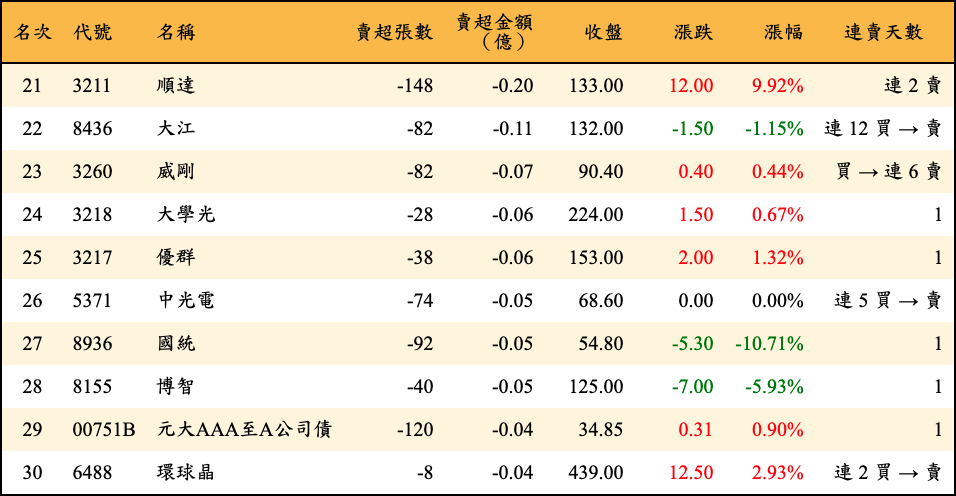 名次 代號 名稱 賣超張數 賣超金額（億） 收盤 漲跌 漲幅 連賣天數
21 3211 順達 -148 -0.20 133.00 12.00 9.92% 連 2 賣
22 8436 大江 -82 -0.11 132.00 -1.50 -1.15% 連 12 買 → 賣
23 3260 威剛 -82 -0.07 90.40 0.40 0.44% 買 → 連 6 賣
24 3218 大學光 -28 -0.06 224.00 1.50 0.67% 1
25 3217 優群 -38 -0.06 153.00 2.00 1.32% 1
26 5371 中光電 -74 -0.05 68.60 0.00 0.00% 連 5 買 → 賣
27 8936 國統 -92 -0.05 54.80 -5.30 -10.71% 1
28 8155 博智 -40 -0.05 125.00 -7.00 -5.93% 1
29 00751B 元大AAA至A公司債 -120 -0.04 34.85 0.31 0.90% 1
30 6488 環球晶 -8 -0.04 439.00 12.50 2.93% 連 2 買 → 賣